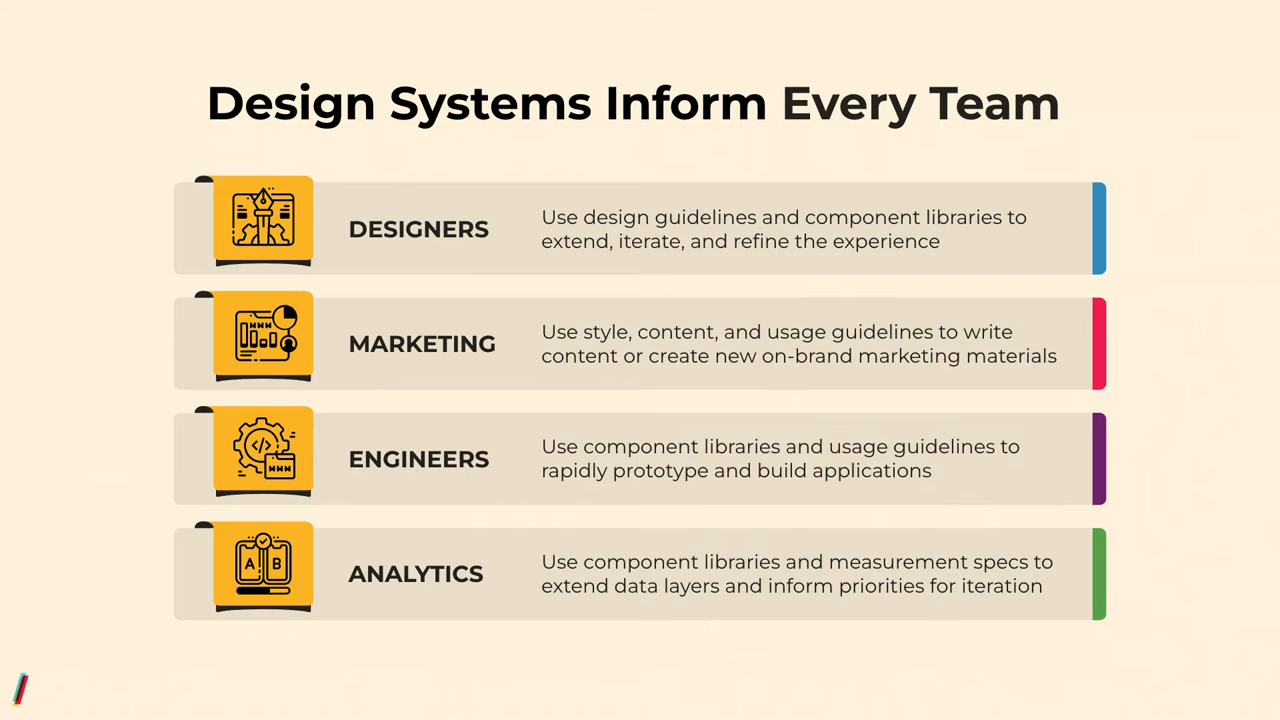 Design Systems Inform Every Team
DESIGNERS
Use design guidelines and component libraries to
extend, iterate, and refine the experience
WWW
MARKETING
Use style, content, and usage guidelines to write
content or create new on-brand marketing materials
</>
WWW
ENGINEERS
Use component libraries and usage guidelines to
rapidly prototype and build applications
A B
ANALYTICS
Use component libraries and measurement specs to
extend data layers and inform priorities for iteration